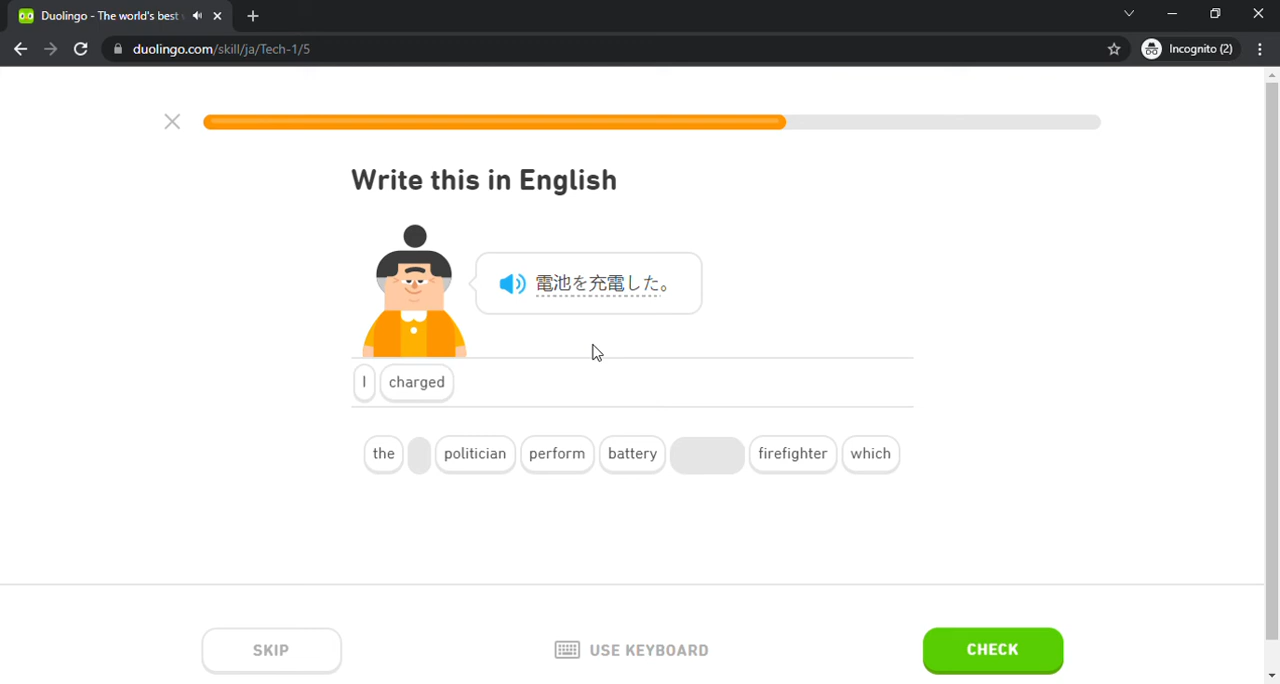 Duolingo - The world's best
duolingo.com/skill/ja/Tech-1/5
Incognito (2)
Write this in English
電池を充電した。
I charged
the politician perform battery firefighter which
SKIP
USE KEYBOARD
CHECK